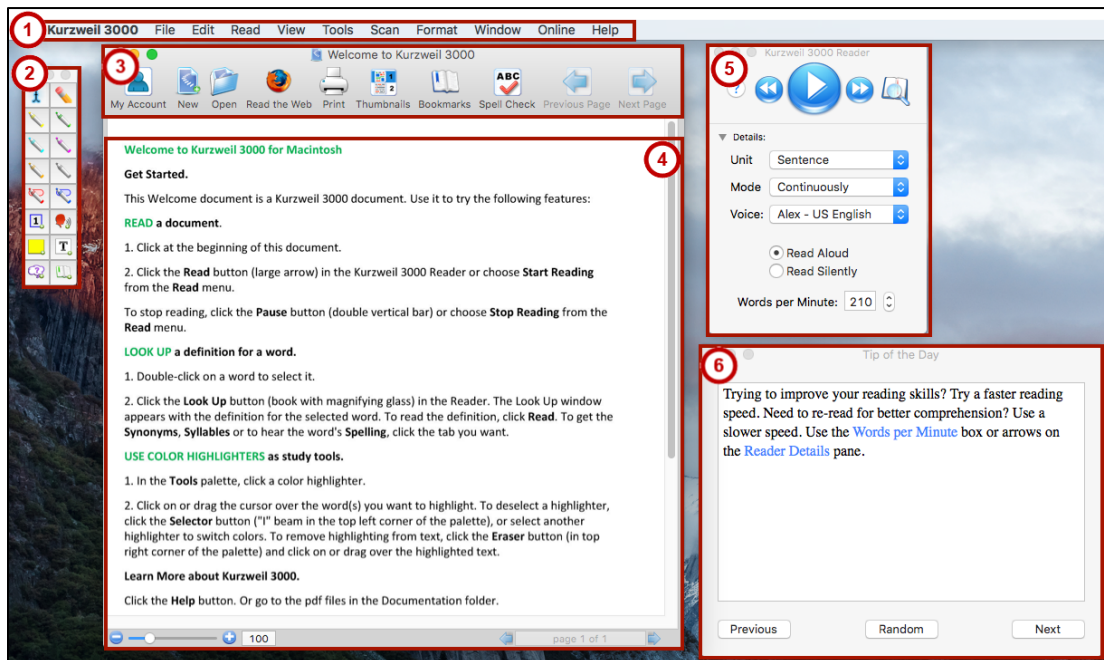 1
Kurzweil 3000 File Edit Read View Tools Scan Format Window Online Help
2
1
T
3
Welcome to Kurzweil 3000
ABC
My Account New Open Read the Web Print Thumbnails Bookmarks Spell Check Previous Page Next Page
4
Welcome to Kurzweil 3000 for Macintosh
Get Started.
This Welcome document is a Kurzweil 3000 document. Use it to try the following features:
READ a document.
1. Click at the beginning of this document.
2. Click the Read button (large arrow) in the Kurzweil 3000 Reader or choose Start Reading
from the Read menu.
To stop reading, click the Pause button (double vertical bar) or choose Stop Reading from the
Read menu.
LOOK UP a definition for a word.
1. Double-click on a word to select it.
2. Click the Look Up button (book with magnifying glass) in the Reader. The Look Up window
appears with the definition for the selected word. To read the definition, click Read. To get the
Synonyms, Syllables or to hear the word's Spelling, click the tab you want.
USE COLOR HIGHLIGHTERS as study tools.
1. In the Tools palette, click a color highlighter.
2. Click on or drag the cursor over the word(s) you want to highlight. To deselect a highlighter,
click the Selector button ("I" beam in the top left corner of the palette), or select another
highlighter to switch colors. To remove highlighting from text, click the Eraser button (in top
right corner of the palette) and click on or drag over the highlighted text.
Learn More about Kurzweil 3000.
Click the Help button. Or go to the pdf files in the Documentation folder.
100 page 1 of 1
5
Kurzweil 3000 Reader
?
Details:
Unit Sentence
Mode Continuously
Voice: Alex - US English
Read Aloud
Read Silently
Words per Minute: 210
6
Tip of the Day
Trying to improve your reading skills? Try a faster reading
speed. Need to re-read for better comprehension? Use a
slower speed. Use the Words per Minute box or arrows on
the Reader Details pane.
Previous Random Next